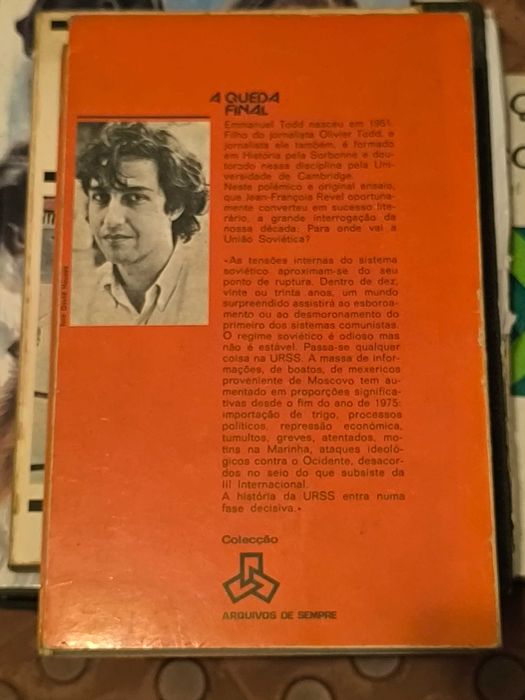 A QUEDA
FINAL
Emmanuel Todd nasceu em 1951.
Filho do jornalista Olivier Todd, e
jornalista ele também, é formado
em História pela Sorbonne e dou-
torado nessa disciplina pela Uni-
versidade de Cambridge.
Neste polémico e original ensaio,
que Jean-François Revel oportuna-
mente converteu em sucesso lite-
rário, a grande interrogação da
nossa década: Para onde vai a
União Soviética?
«As tensões internas do sistema
soviético aproximam-se do seu
ponto de ruptura. Dentro de dez,
vinte ou trinta anos, um mundo
surpreendido assistirá ao esboroa-
mento ou ao desmoronamento do
primeiro dos sistemas comunistas.
O regime soviético é odioso mas
não é estável. Passa-se qualquer
coisa na URSS. A massa de infor-
mações, de boatos, de mexericos
proveniente de Moscovo tem au-
mentado em proporções significa-
tivas desde o fim do ano de 1975:
importação de trigo, processos
políticos, repressão económica,
tumultos, greves, atentados, mo-
tins na Marinha, ataques ideoló-
gicos contra o Ocidente, desacor-
dos no seio do que subsiste da
III Internacional.
A história da URSS entra numa
fase decisiva.»
Colecção
ARQUIVOS DE SEMPRE